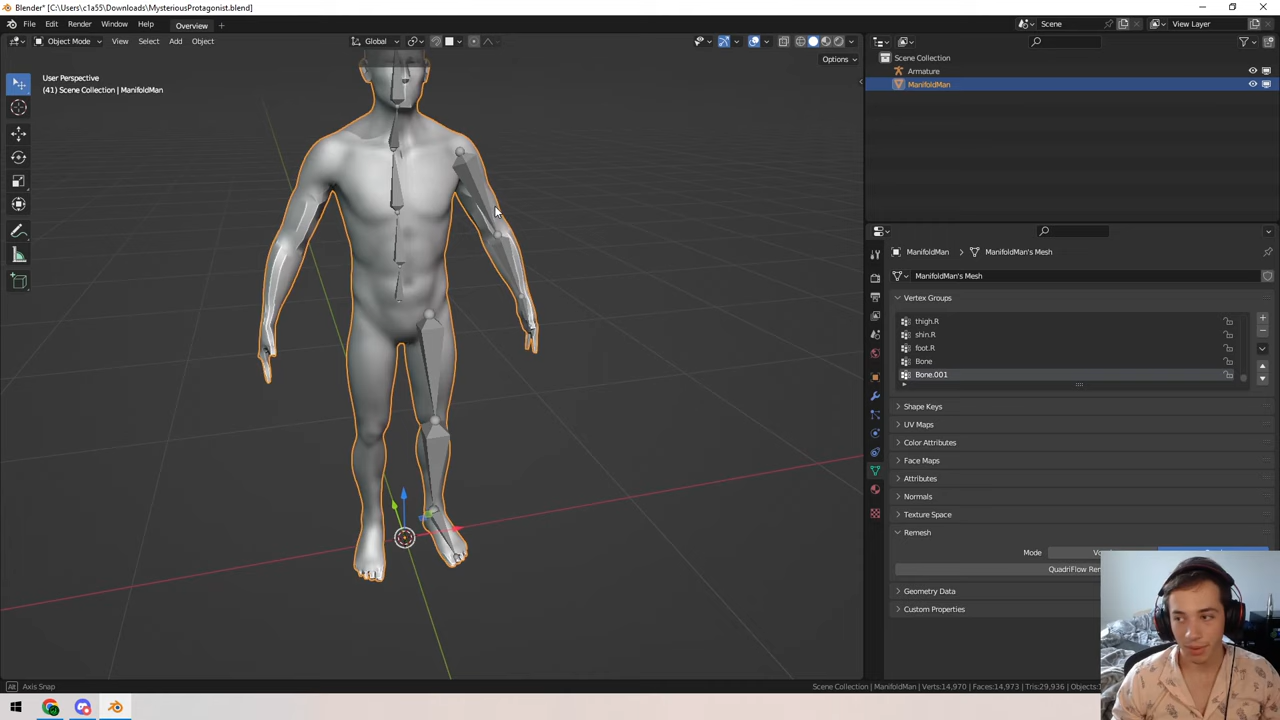 Blender* [C:\Users\c1a55\Downloads\MysteriousProtagonist.blend]
File Edit Render Window Help Overview Scene View Layer
Object Mode View Select Add Object Global
Options
User Perspective
(41) Scene Collection | ManifoldMan
Scene Collection
Armature
ManifoldMan
ManifoldMan ManifoldMan's Mesh
ManifoldMan's Mesh
Vertex Groups
thigh.R
shin.R
foot.R
Bone
Bone.001
Shape Keys
UV Maps
Color Attributes
Face Maps
Attributes
Normals
Texture Space
Remesh
Mode
QuadriFlow
Geometry Data
Custom Properties
Alt Axis Snap
Scene Collection | ManifoldMan | Verts:14,970 | Faces:14,973 | Tris:29,936 | Objects: